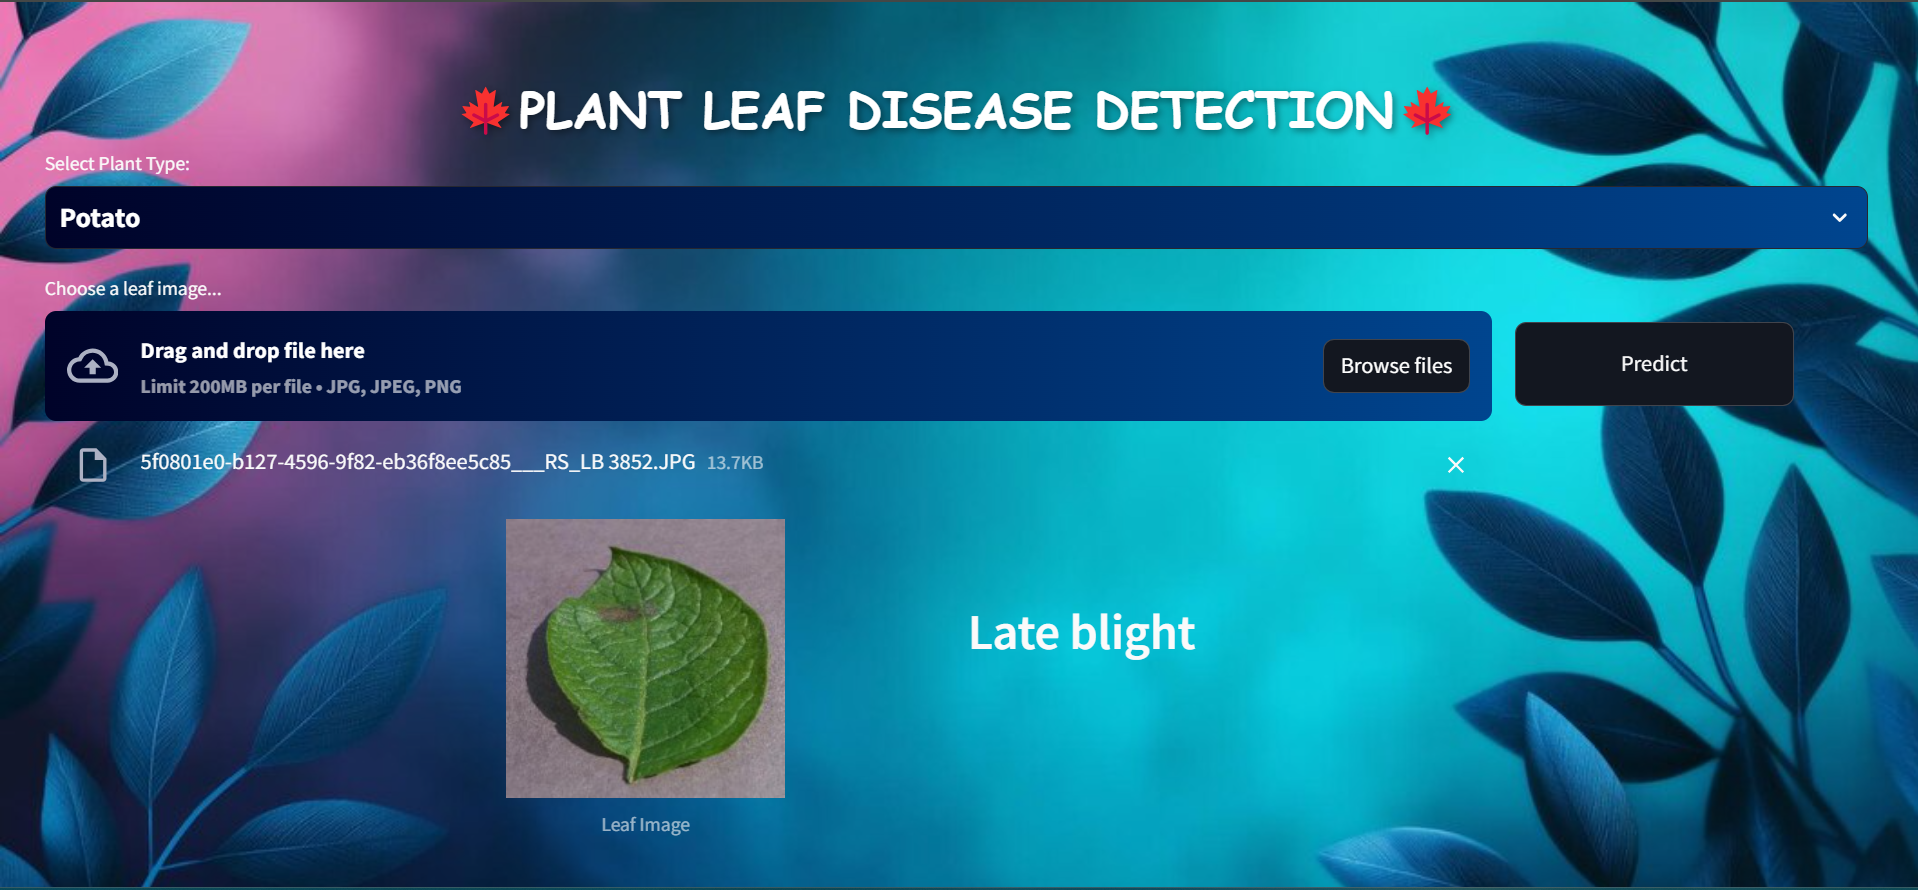 🍁PLANT LEAF DISEASE DETECTION🍁
Select Plant Type:
Potato
Choose a leaf image...
Drag and drop file here
Limit 200MB per file • JPG, JPEG, PNG
Browse files
Predict
5f0801e0-b127-4596-9f82-eb36f8ee5c85___RS_LB 3852.JPG 13.7KB
Late blight
Leaf Image